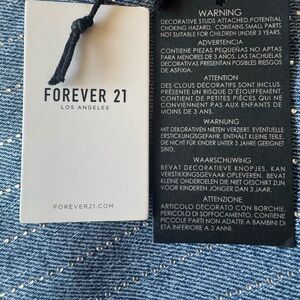 FOREVER 21
LOS ANGELES
FOREVER21.COM
WARNING
DECORATIVE STUDS ATTACHED.POTENTIAL
CHOKING HAZARD. CONTAINS SMALL PARTS
NOT SUITABLE FOR CHILDREN UNDER 3 YEARS.
ADVERTENCIA
CONTIENE PIEZAS PEQUEÑAS NO APTAS
PARA MENORES DE 3 AÑOS. LAS TACHUELAS
DECORATIVAS PRESENTAN POSIBLES RIESGOS
DE ASFIXIA.
ATTENTION
DES CLOUS DÉCORATIFS SONT INCLUS.
PRÉSENTE UN RISQUE D'ÉTOUFFEMENT.
CONTIENT DE PETITES PIÈCES QUI NE
CONVIENNENT PAS AUX ENFANTS DE
MOINS DE 3 ANS.
WARNUNG
MIT DEKORATIVEN NIETEN VERZIERT. EVENTUELLE
ERSTICKUNGSGEFAHR. ENTHÄLT KLEINE TEILE,
DIE NICHT FÜR KINDER UNTER 3 JAHRE GEEIGNET
SIND.
WAARSCHUWING
BEVAT DECORATIEVE KNOPJES. KAN
VERSTIKKINGSGEVAAR OPLEVEREN. BEVAT
KLEINE ONDERDELEN DIE NIET GESCHIKT ZIJN
VOOR KINDEREN JONGER DAN 3 JAAR.
ATTENZIONE
ARTICOLO DECORATO CON BORCHIE.
PERICOLO DI SOFFOCAMENTO. CONTIENE
PICCOLE PARTI NON ADATTE A BAMBINI DI
ETÀ INFERIORE A 3 ANNI.